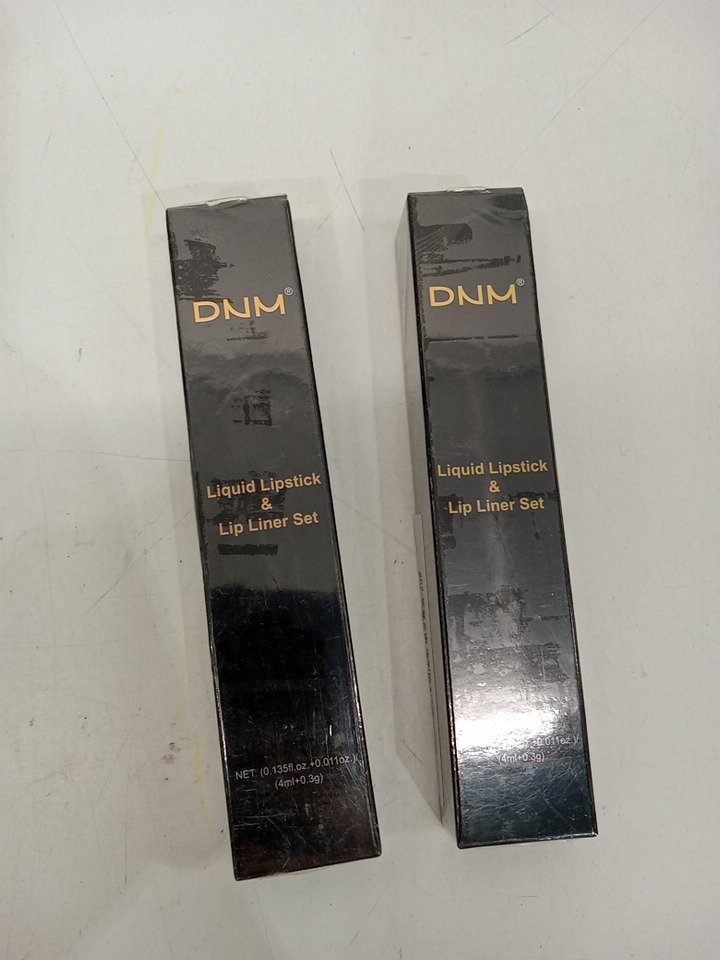 DNM®
Liquid Lipstick
&
Lip Liner Set
NET: (0.135fl.oz.+0.011oz.)/
(4ml+0.3g)
DNM®
Liquid Lipstick
&
Lip Liner Set
+0.011oz.)/
(4ml+0.3g)